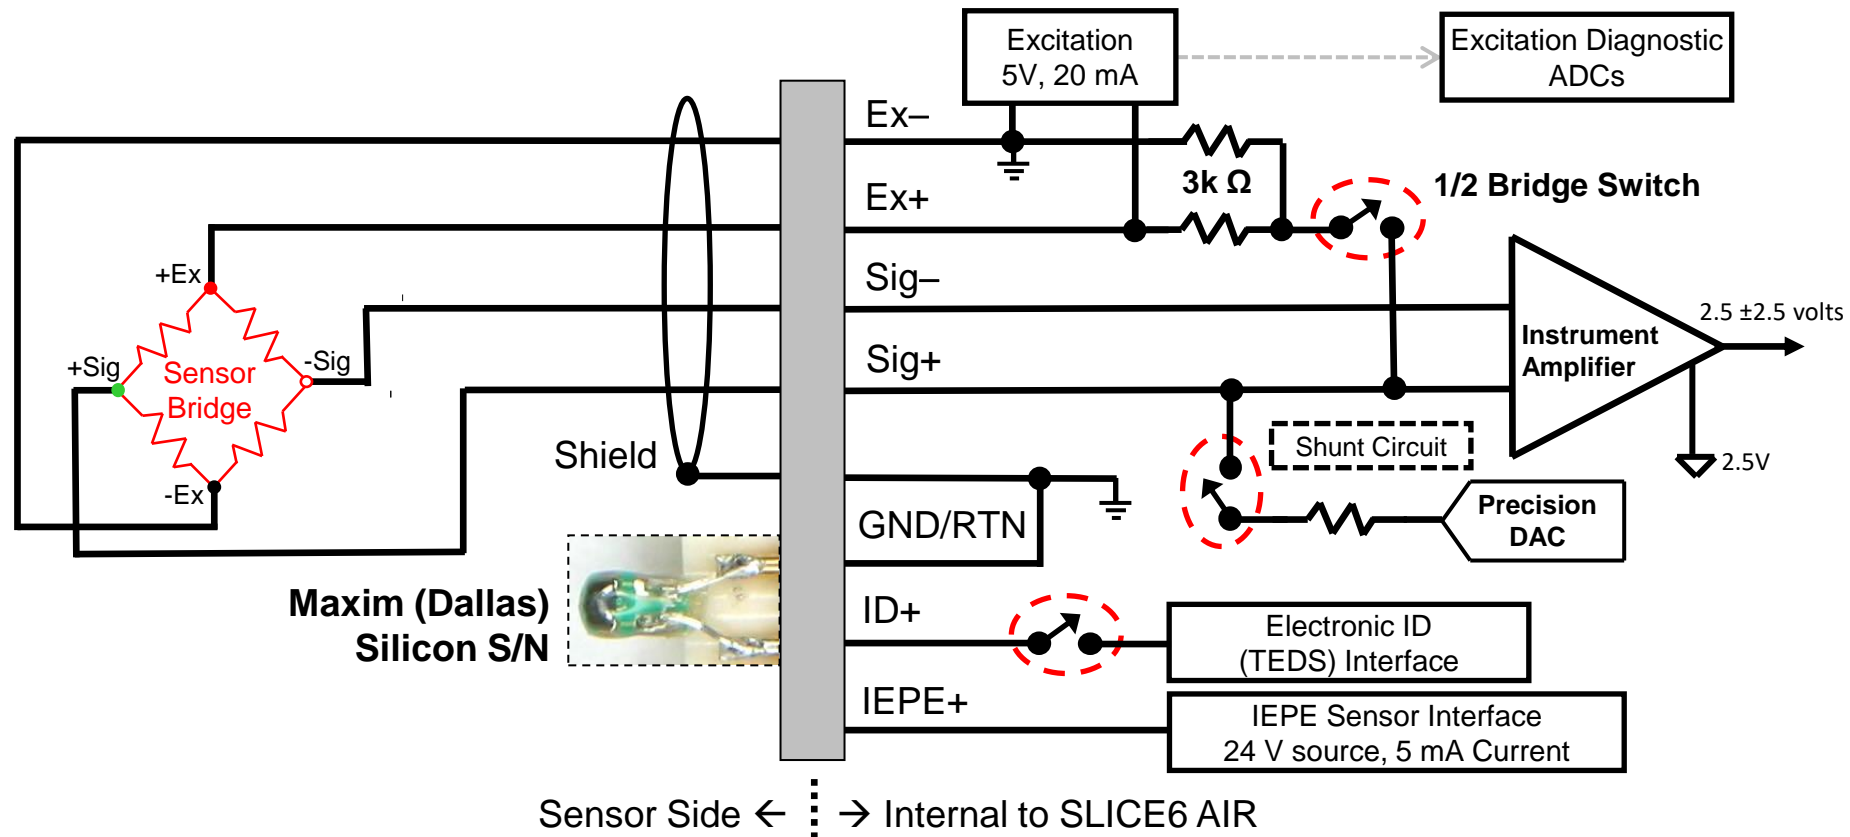 Excitation
5V, 20 mA
Excitation Diagnostic
ADCs
Ex–
3k Ω
1/2 Bridge Switch
Ex+
+Ex
Sig–
2.5 ±2.5 volts
Instrument
Amplifier
+Sig
-Sig
Sensor
Bridge
Sig+
Shunt Circuit
2.5V
Shield
-Ex
GND/RTN
Precision
DAC
Maxim (Dallas)
Silicon S/N
ID+
Electronic ID
(TEDS) Interface
IEPE+
IEPE Sensor Interface
24 V source, 5 mA Current
Sensor Side ← → Internal to SLICE6 AIR